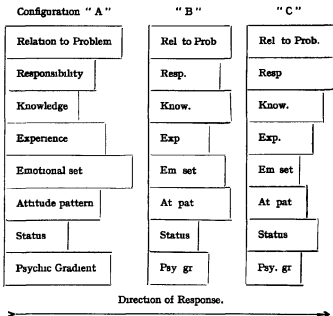 Configuration "A" "B" "C"
Relation to Problem Rel to Prob Rel to Prob.
Responsibility Resp. Resp
Knowledge Know. Know.
Experience Exp Exp.
Emotional set Em set Em set
Attitude pattern At pat At pat
Status Status Status
Psychic Gradient Psy gr Psy. gr
Direction of Response.